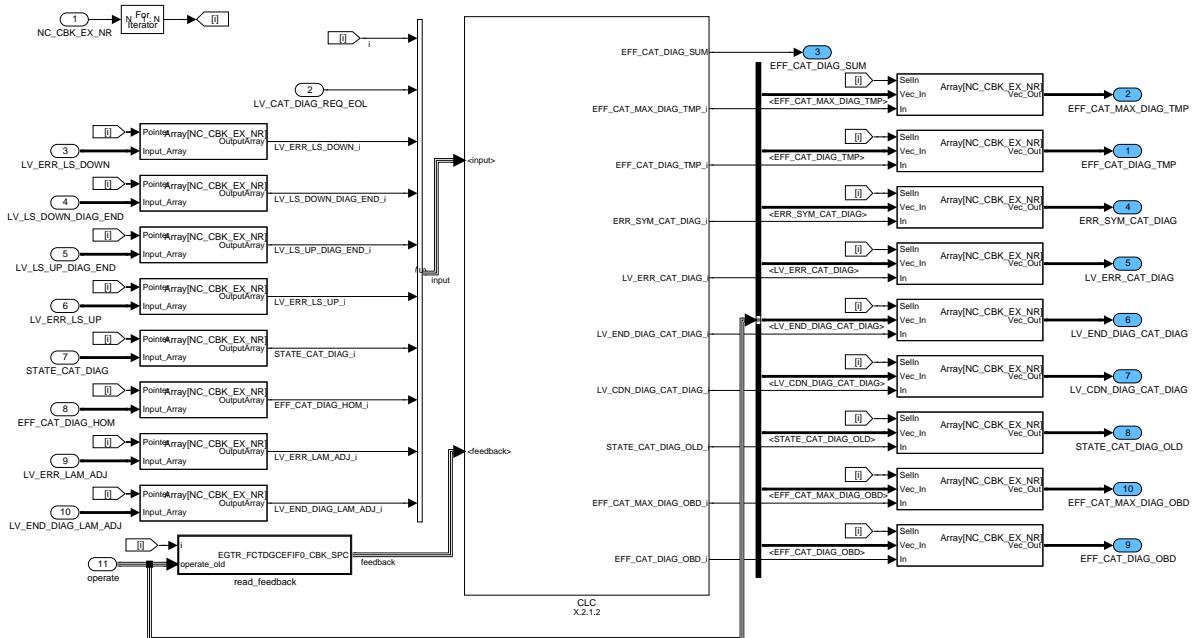 1
NC_CBK_EX_NR
For
Iterator
N 1 : N
[i]
[i]
i
2
LV_CAT_DIAG_REQ_EOL
[i]
3
LV_ERR_LS_DOWN
Pointer
Array[NC_CBK_EX_NR]
OutputArray
Input_Array
LV_ERR_LS_DOWN_i
[i]
4
LV_LS_DOWN_DIAG_END
Pointer
Array[NC_CBK_EX_NR]
OutputArray
Input_Array
LV_LS_DOWN_DIAG_END_i
[i]
5
LV_LS_UP_DIAG_END
Pointer
Array[NC_CBK_EX_NR]
OutputArray
Input_Array
LV_LS_UP_DIAG_END_i
[i]
6
LV_ERR_LS_UP
Pointer
Array[NC_CBK_EX_NR]
OutputArray
Input_Array
LV_ERR_LS_UP_i
[i]
7
STATE_CAT_DIAG
Pointer
Array[NC_CBK_EX_NR]
OutputArray
Input_Array
STATE_CAT_DIAG_i
[i]
8
EFF_CAT_DIAG_HOM
Pointer
Array[NC_CBK_EX_NR]
OutputArray
Input_Array
EFF_CAT_DIAG_HOM_i
[i]
9
LV_ERR_LAM_ADJ
Pointer
Array[NC_CBK_EX_NR]
OutputArray
Input_Array
LV_ERR_LAM_ADJ_i
[i]
10
LV_END_DIAG_LAM_ADJ
Pointer
Array[NC_CBK_EX_NR]
OutputArray
Input_Array
LV_END_DIAG_LAM_ADJ_i
[i]
11
operate
i
operate_old
EGTR_FCTDGCEFIF0_CBK_SPC
read_feedback
feedback
input
<input>
<feedback>
EFF_CAT_DIAG_SUM
EFF_CAT_MAX_DIAG_TMP_i
EFF_CAT_DIAG_TMP_i
ERR_SYM_CAT_DIAG_i
LV_ERR_CAT_DIAG_i
LV_END_DIAG_CAT_DIAG_i
LV_CDN_DIAG_CAT_DIAG_i
STATE_CAT_DIAG_OLD_i
EFF_CAT_MAX_DIAG_OBD_i
EFF_CAT_DIAG_OBD_i
CLC
X.2.1.2
3
EFF_CAT_DIAG_SUM
[i]
<EFF_CAT_MAX_DIAG_TMP>
SelIn
Vec_In
In
Array[NC_CBK_EX_NR]
Vec_Out
2
EFF_CAT_MAX_DIAG_TMP
[i]
<EFF_CAT_DIAG_TMP>
SelIn
Vec_In
In
Array[NC_CBK_EX_NR]
Vec_Out
1
EFF_CAT_DIAG_TMP
[i]
<ERR_SYM_CAT_DIAG>
SelIn
Vec_In
In
Array[NC_CBK_EX_NR]
Vec_Out
4
ERR_SYM_CAT_DIAG
[i]
<LV_ERR_CAT_DIAG>
SelIn
Vec_In
In
Array[NC_CBK_EX_NR]
Vec_Out
5
LV_ERR_CAT_DIAG
[i]
<LV_END_DIAG_CAT_DIAG>
SelIn
Vec_In
In
Array[NC_CBK_EX_NR]
Vec_Out
6
LV_END_DIAG_CAT_DIAG
[i]
<LV_CDN_DIAG_CAT_DIAG>
SelIn
Vec_In
In
Array[NC_CBK_EX_NR]
Vec_Out
7
LV_CDN_DIAG_CAT_DIAG
[i]
<STATE_CAT_DIAG_OLD>
SelIn
Vec_In
In
Array[NC_CBK_EX_NR]
Vec_Out
8
STATE_CAT_DIAG_OLD
[i]
<EFF_CAT_MAX_DIAG_OBD>
SelIn
Vec_In
In
Array[NC_CBK_EX_NR]
Vec_Out
10
EFF_CAT_MAX_DIAG_OBD
[i]
<EFF_CAT_DIAG_OBD>
SelIn
Vec_In
In
Array[NC_CBK_EX_NR]
Vec_Out
9
EFF_CAT_DIAG_OBD